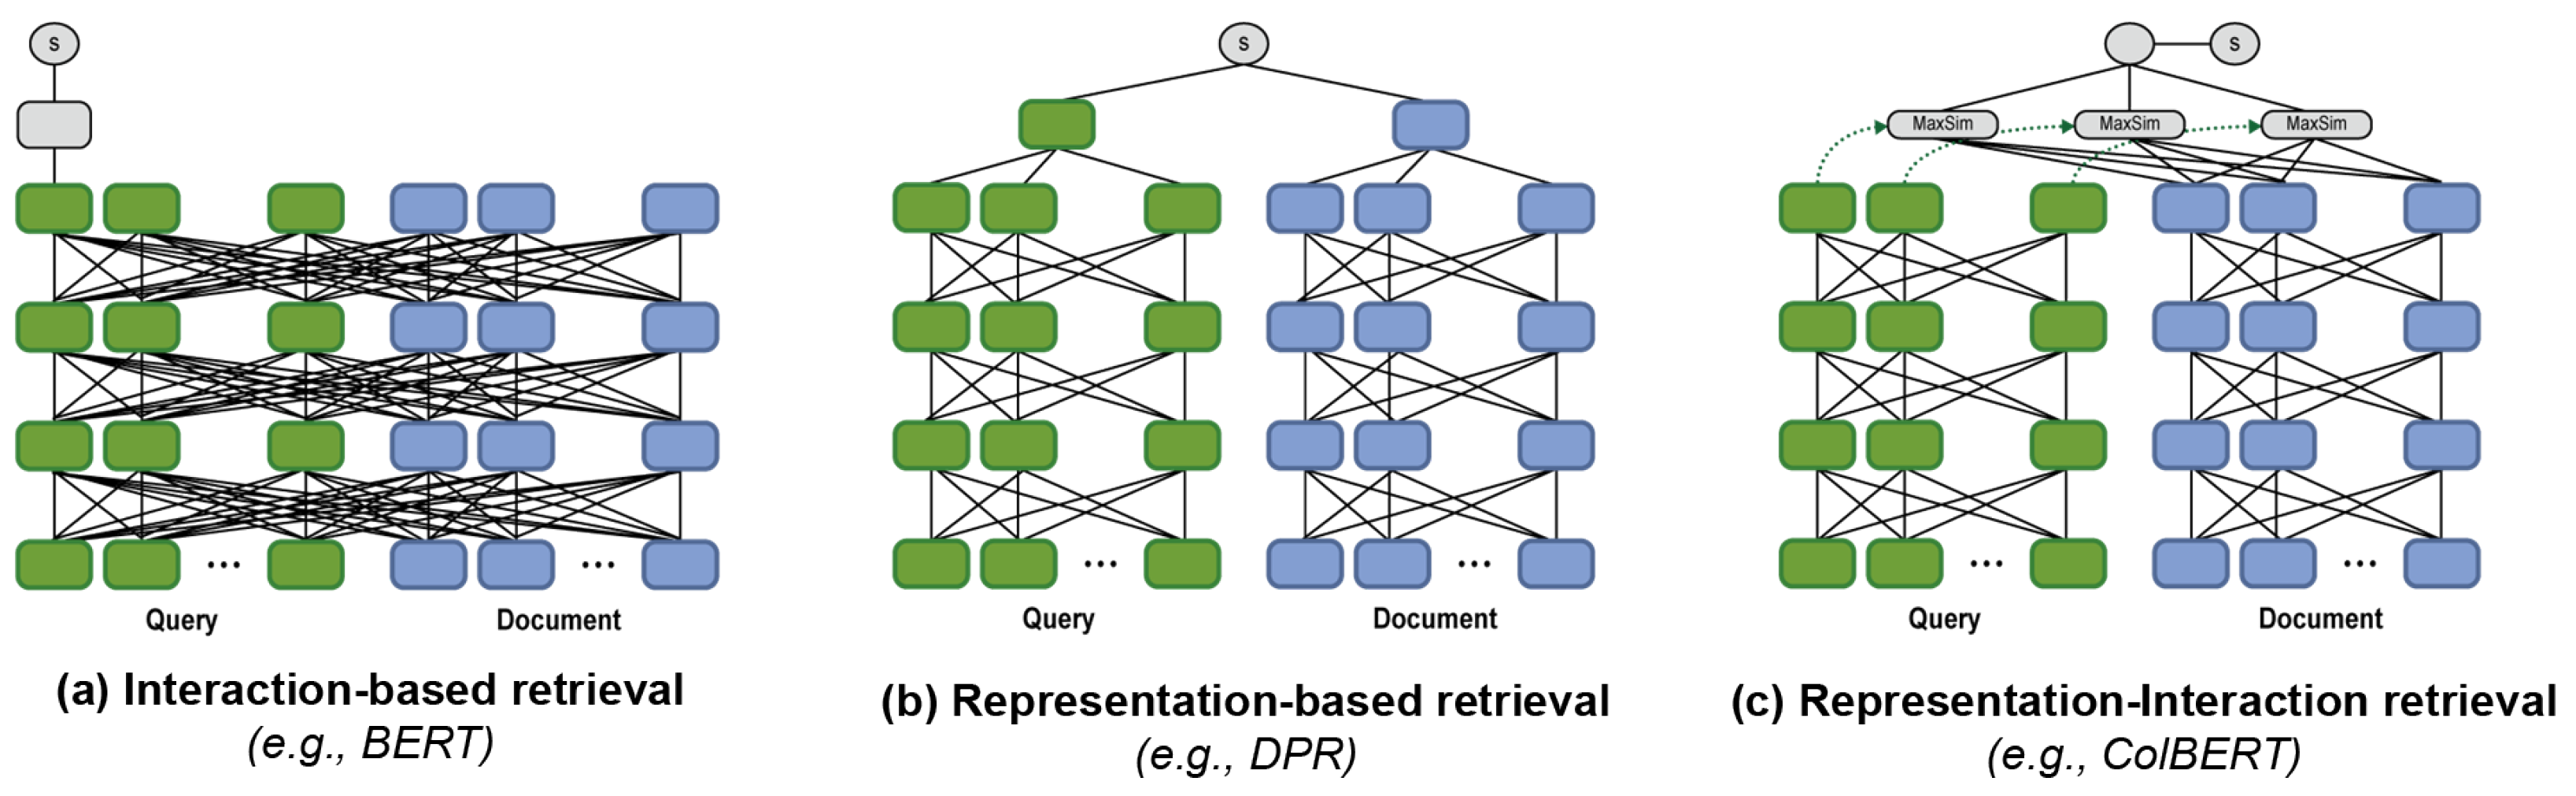 S
Query
...
Document
...
(a) Interaction-based retrieval
(e.g., BERT)
S
Query
...
Document
...
(b) Representation-based retrieval
(e.g., DPR)
S
MaxSim
MaxSim
MaxSim
Query
...
Document
...
(c) Representation-Interaction retrieval
(e.g., ColBERT)